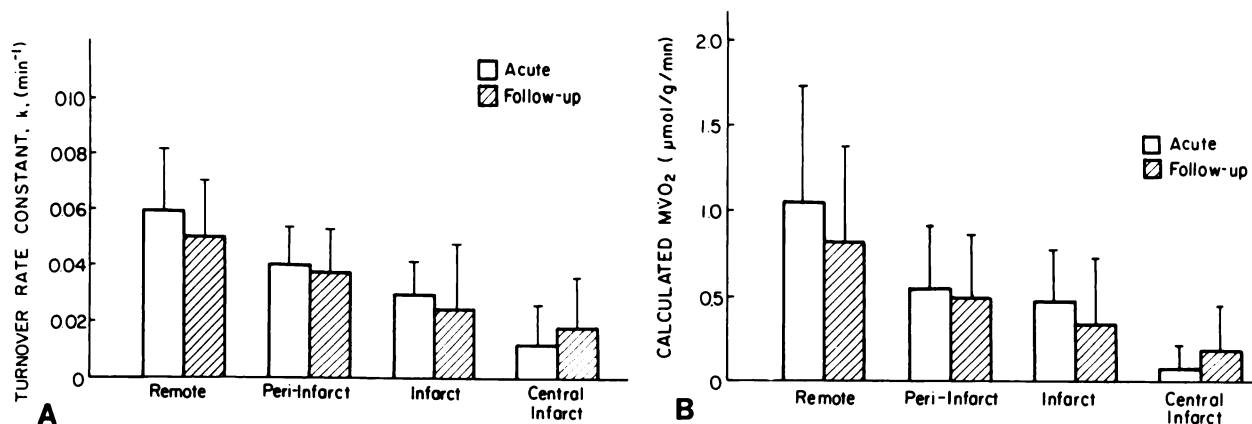 TURNOVER RATE CONSTANT, k, (min⁻¹)
010
008
006
004
002
0
Acute
Follow-up
Remote
Peri-Infarct
Infarct
Central
Infarct
A
CALCULATED MVO₂ (μmol/g/min)
2.0
1.5
1.0
0.5
0
Acute
Follow-up
Remote
Peri-Infarct
Infarct
Central
Infarct
B